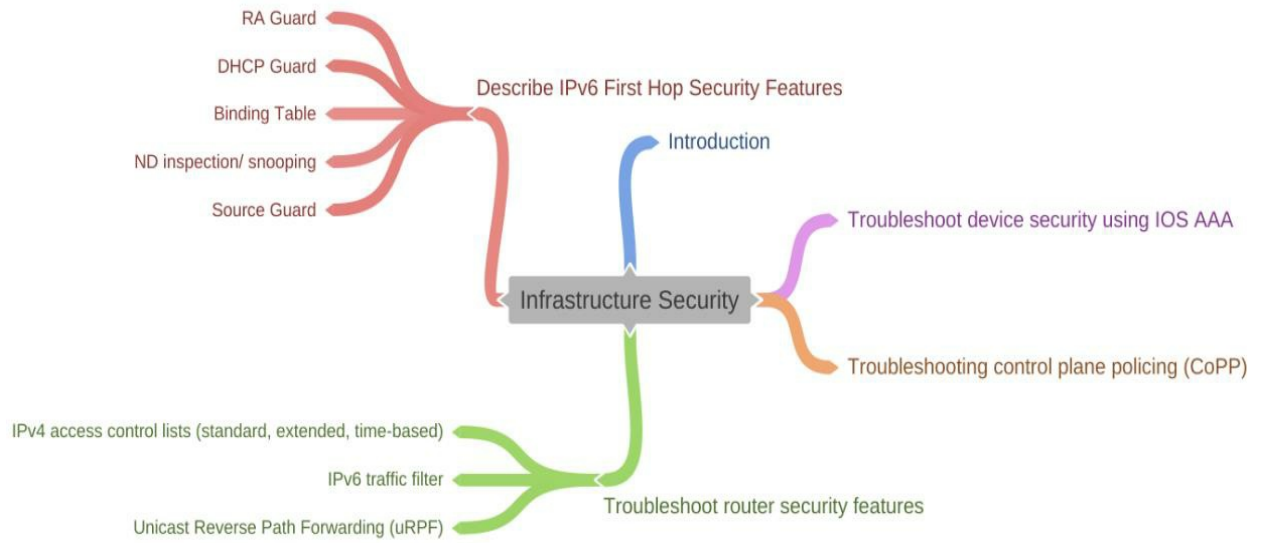 RA Guard
DHCP Guard
Describe IPv6 First Hop Security Features
Binding Table
Introduction
ND inspection/ snooping
Source Guard
Troubleshoot device security using IOS AAA
Infrastructure Security
Troubleshooting control plane policing (CoPP)
IPv4 access control lists (standard, extended, time-based)
IPv6 traffic filter
Troubleshoot router security features
Unicast Reverse Path Forwarding (uRPF)